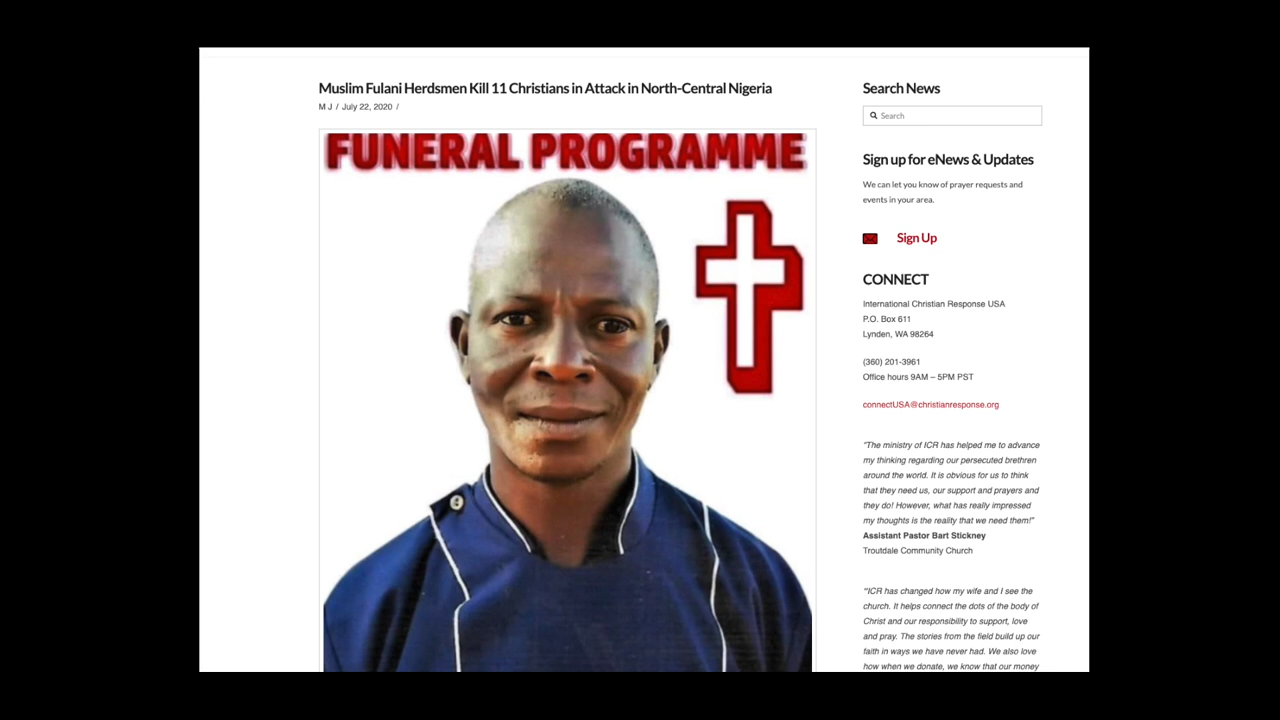 Muslim Fulani Herdsmen Kill 11 Christians in Attack in North-Central Nigeria
M J / July 22, 2020 /
FUNERAL PROGRAMME
Search News
Search
Sign up for eNews & Updates
We can let you know of prayer requests and
events in your area.
Sign Up
CONNECT
International Christian Response USA
P.O. Box 611
Lynden, WA 98264
(360) 201-3961
Office hours 9AM – 5PM PST
connectUSA@christianresponse.org
"The ministry of ICR has helped me to advance
my thinking regarding our persecuted brethren
around the world. It is obvious for us to think
that they need us, our support and prayers and
they do! However, what has really impressed
my thoughts is the reality that we need them!"
Assistant Pastor Bart Stickney
Troutdale Community Church
"ICR has changed how my wife and I see the
church. It helps connect the dots of the body of
Christ and our responsibility to support, love
and pray. The stories from the field build up our
faith in ways we have never had. We also love
how when we donate, we know that our money